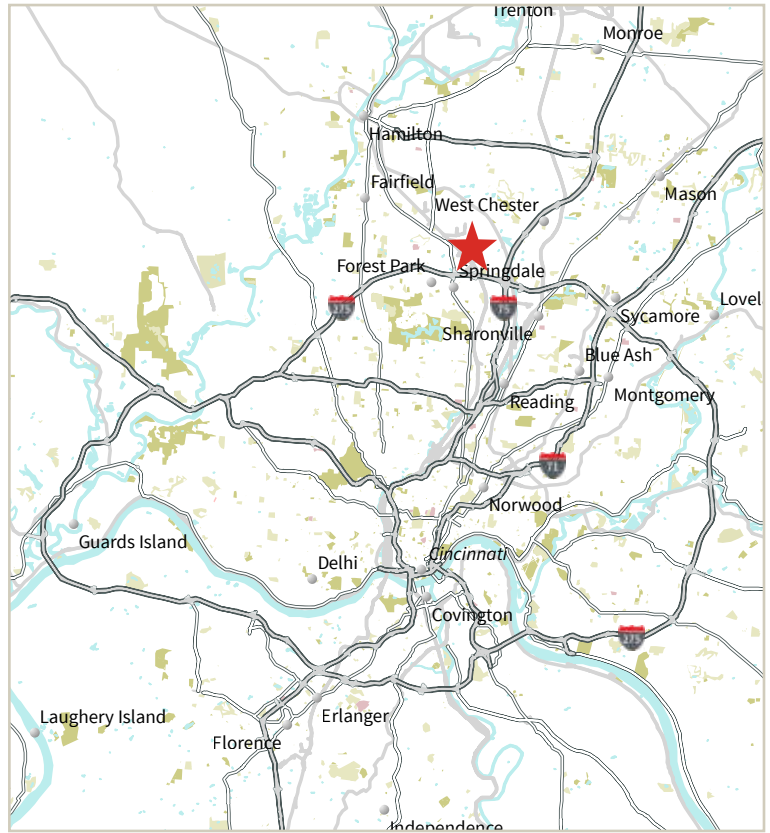 Trenton
Monroe
Hamilton
Fairfield
Mason
West Chester
Forest Park
Springdale
275
75
Lovel
Sycamore
Sharonville
Blue Ash
Reading
Montgomery
71
Norwood
Guards Island
Cincinnati
Delhi
Covington
275
Laughery Island
Erlanger
Florence
Independence